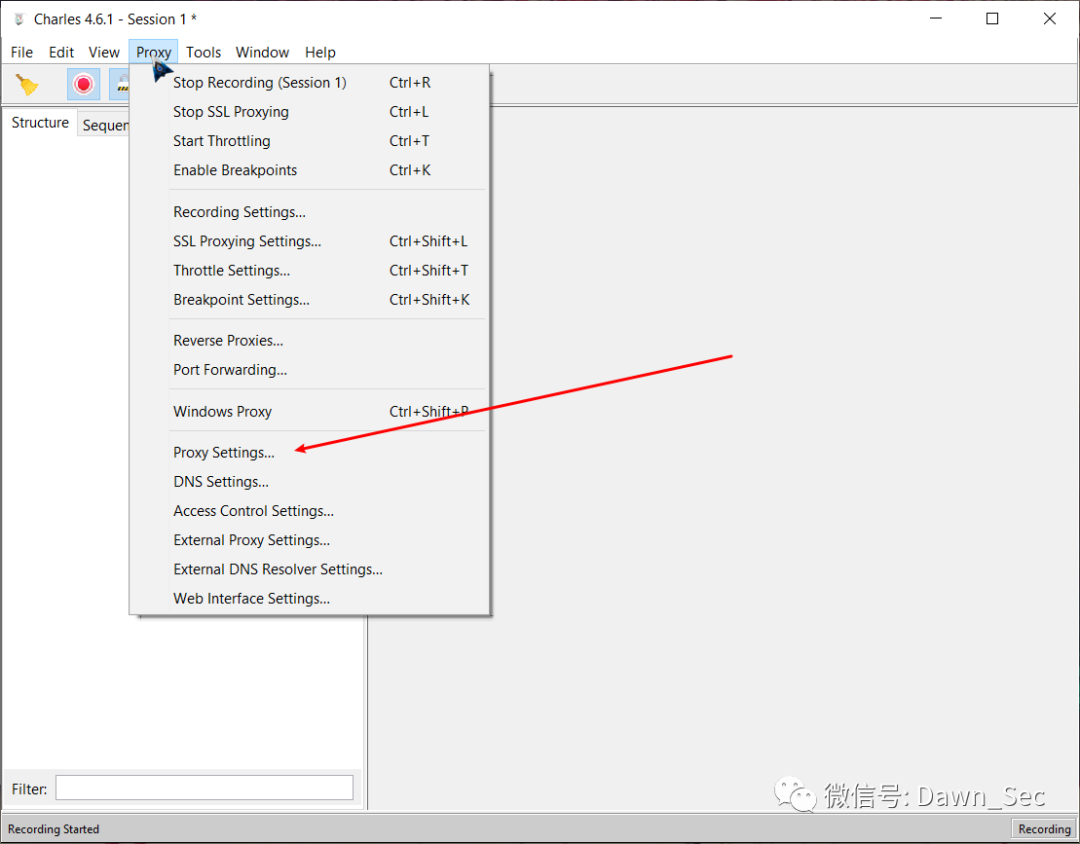 Charles 4.6.1 - Session 1 *
File Edit View Proxy Tools Window Help
Stop Recording (Session 1) Ctrl+R
Stop SSL Proxying Ctrl+L
Start Throttling Ctrl+T
Enable Breakpoints Ctrl+K
Structure Sequen
Recording Settings...
SSL Proxying Settings... Ctrl+Shift+L
Throttle Settings... Ctrl+Shift+T
Breakpoint Settings... Ctrl+Shift+K
Reverse Proxies...
Port Forwarding...
Windows Proxy Ctrl+Shift+P
Proxy Settings...
DNS Settings...
Access Control Settings...
External Proxy Settings...
External DNS Resolver Settings...
Web Interface Settings...
Filter:
微信号: Dawn_Sec
Recording Started Recording